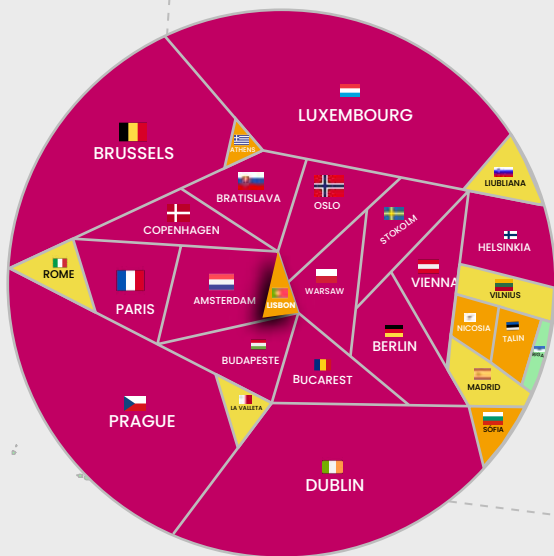 LUXEMBOURG
BRUSSELS
ATHENS
LIUBLIANA
BRATISLAVA
OSLO
STOKOLM
COPENHAGEN
HELSINKIA
ROME
PARIS
AMSTERDAM
LISBON
WARSAW
VIENNA
VILNIUS
NICOSIA
TALIN
RIGA
BERLIN
BUDAPESTE
BUCAREST
MADRID
LA VALLETA
PRAGUE
SOFIA
DUBLIN